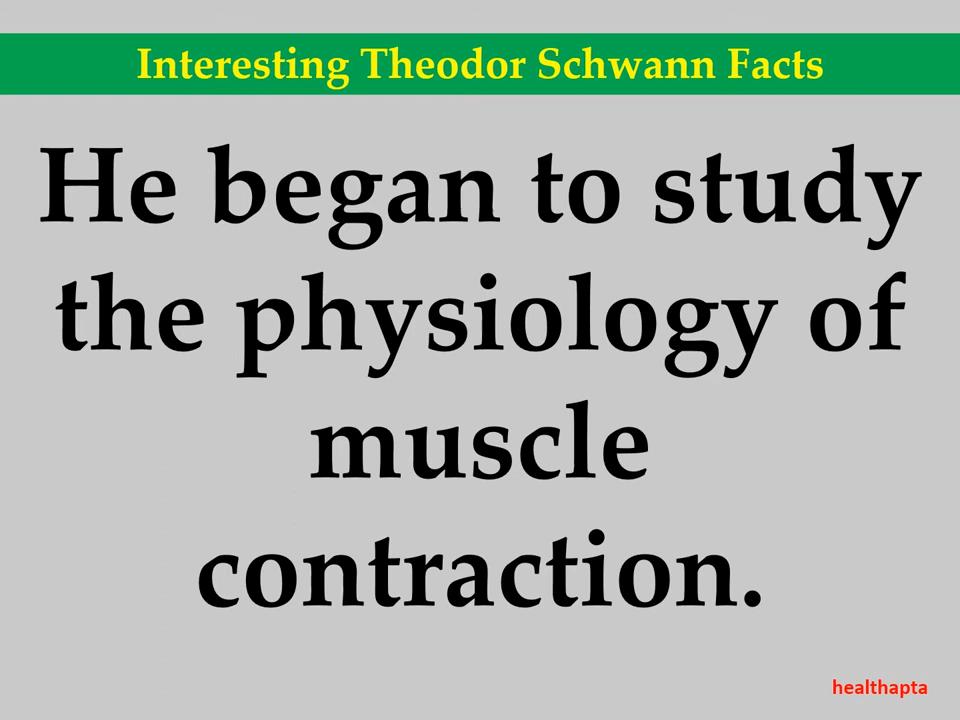 Interesting Theodor Schwann Facts
He began to study
the physiology of
muscle
contraction.
healthapta